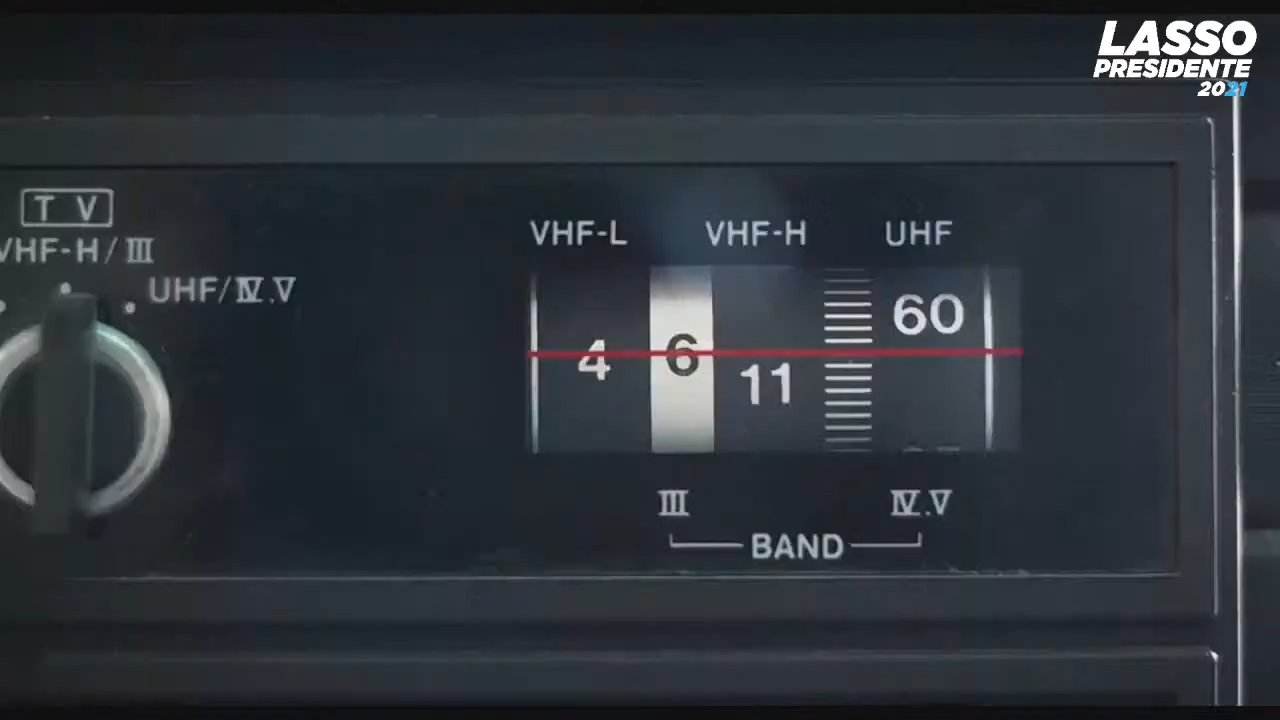 LASSO
PRESIDENTE
2021
TV
VHF-H/III
UHF/IV.V
VHF-L VHF-H UHF
60
4 6
11
III IV.V
BAND